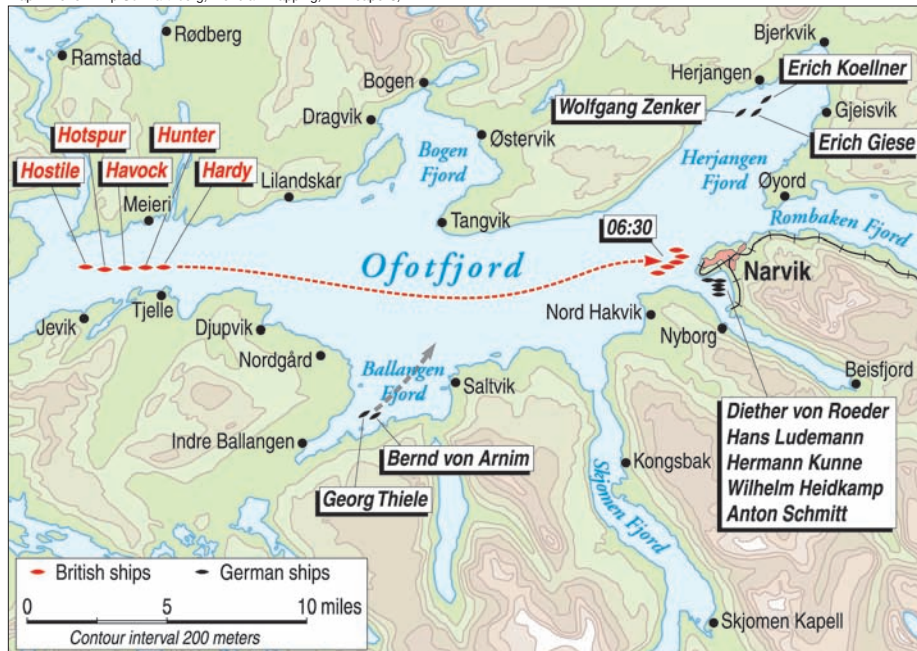 Rødberg
Ramstad
Bjerkvik
Bogen
Herjangen
Erich Koellner
Wolfgang Zenker
Gjeisvik
Dragvik
Østervik
Erich Giese
Hotspur
Hunter
Bogen
Fjord
Herjangen
Fjord
Hostile
Havock
Hardy
Lilandskar
Øyord
Meieri
Tangvik
Rombaken Fjord
06:30
Ofotfjord
Narvik
Jevik
Tjelle
Djupvik
Nord Hakvik
Nyborg
Nordgård
Ballangen
Fjord
Saltvik
Beisfjord
Diether von Roeder
Hans Ludemann
Hermann Kunne
Wilhelm Heidkamp
Anton Schmitt
Indre Ballangen
Bernd von Arnim
Kongsbak
Georg Thiele
Skjomen Fjord
British ships
German ships
0
5
10 miles
Contour interval 200 meters
Skjomen Kapell